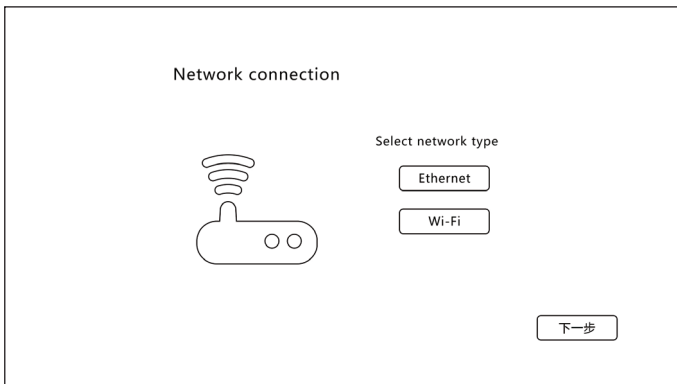 Network connection
Select network type
Ethernet
Wi-Fi
下一步